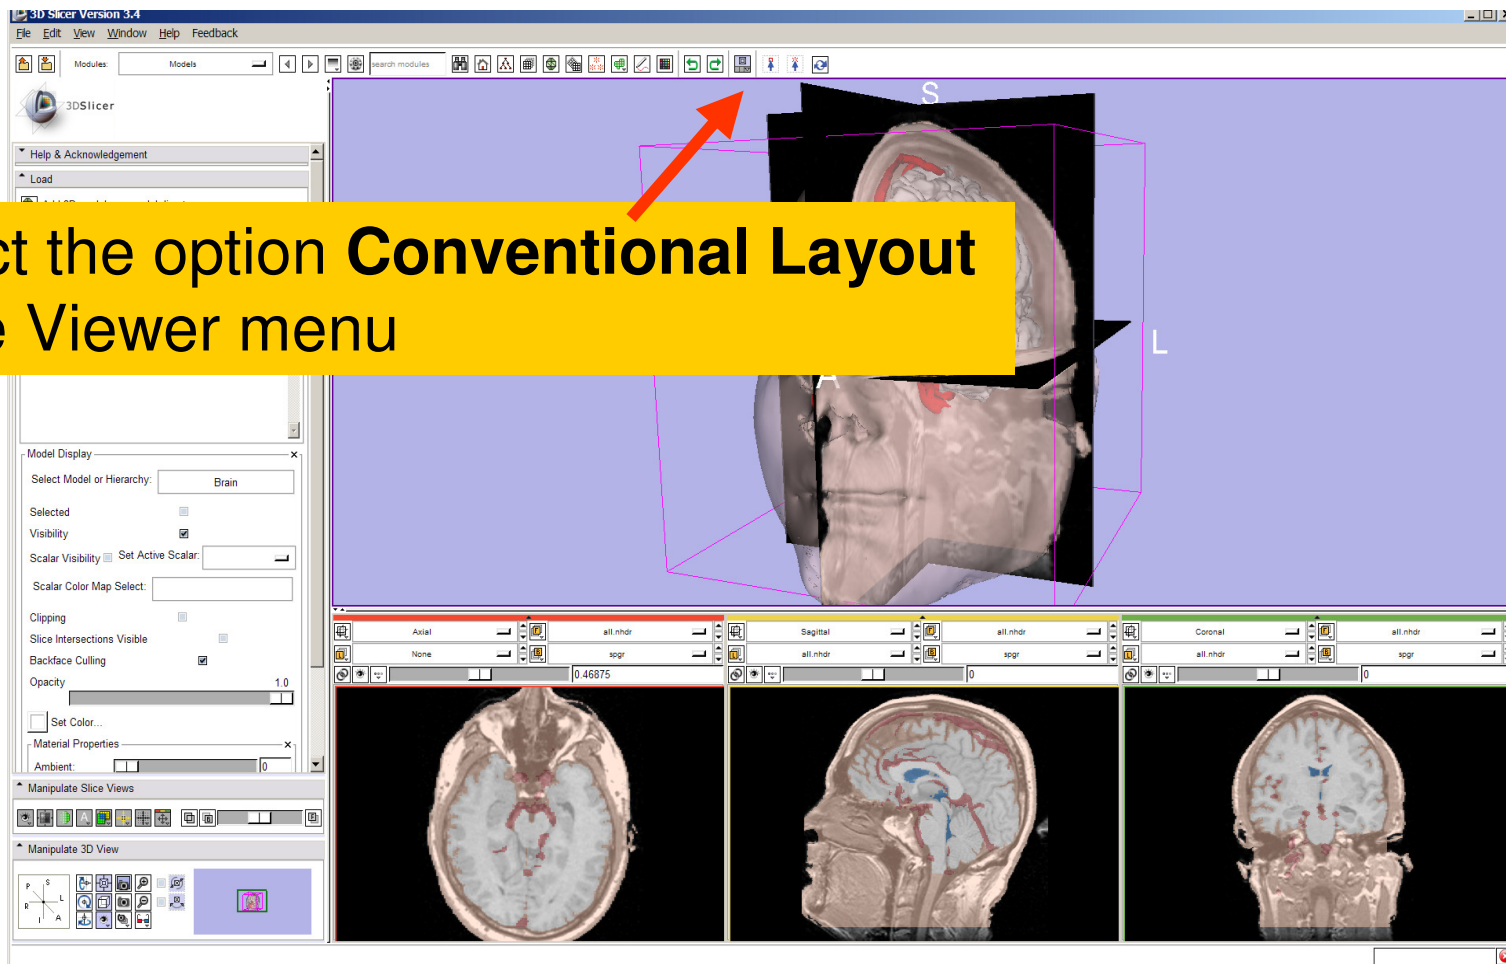 3D Slicer Version 3.4
File Edit View Window Help Feedback
Modules: Models search modules
3DSlicer
Help & Acknowledgement
Load
ct the option Conventional Layout
e Viewer menu
S
L
A
Model Display
Select Model or Hierarchy: Brain
Selected
Visibility
Scalar Visibility Set Active Scalar:
Scalar Color Map Select:
Clipping
Slice Intersections Visible
Backface Culling
Opacity 1.0
Set Color...
Material Properties
Ambient: 0
Manipulate Slice Views
Manipulate 3D View
P S
R L
I A
Axial all.nhdr
None spgr
0.46875
Sagittal all.nhdr
all.nhdr spgr
0
Coronal all.nhdr
all.nhdr spgr
0